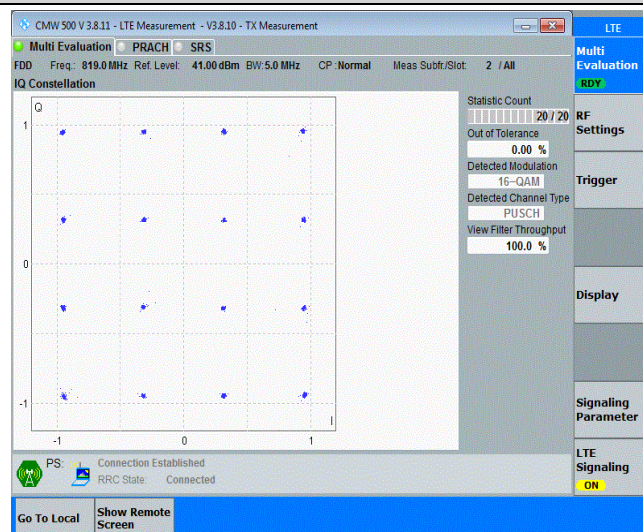 CMW 500 V 3.8.11 - LTE Measurement - V3.8.10 - TX Measurement
LTE
Multi Evaluation PRACH SRS
Multi Evaluation
RDY
FDD Freq.: 819.0 MHz Ref. Level: 41.00 dBm BW: 5.0 MHz CP : Normal Meas Subfr./Slot: 2 / All
IQ Constellation
Statistic Count
20 / 20
Out of Tolerance
0.00 %
Detected Modulation
16-QAM
Detected Channel Type
PUSCH
View Filter Throughput
100.0 %
RF
Settings
Trigger
Display
Signaling
Parameter
LTE
Signaling
ON
Q
1
0
-1
I
-1 0 1
PS: Connection Established
RRC State: Connected
Go To Local
Show Remote
Screen